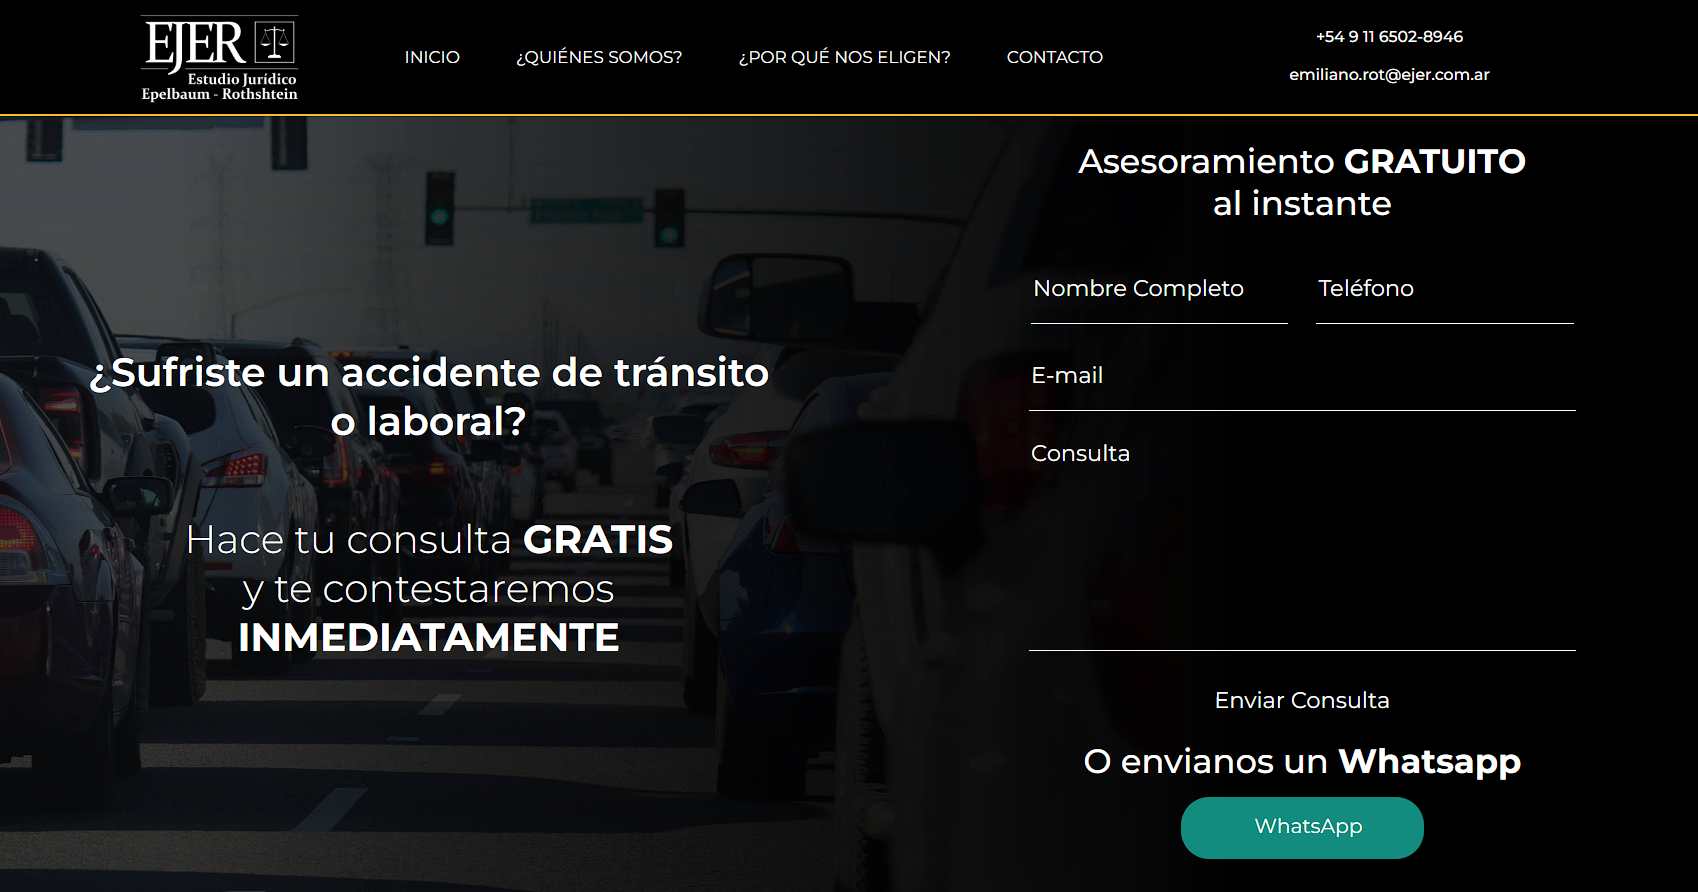 EJER
Estudio Jurídico
Epelbaum - Rothshtein
INICIO
¿QUIÉNES SOMOS?
¿POR QUÉ NOS ELIGEN?
CONTACTO
+54 9 11 6502-8946
emiliano.rot@ejer.com.ar
¿Sufriste un accidente de tránsito
o laboral?
Hace tu consulta GRATIS
y te contestaremos
INMEDIATAMENTE
Asesoramiento GRATUITO
al instante
Nombre Completo
Teléfono
E-mail
Consulta
Enviar Consulta
O envianos un Whatsapp
WhatsApp